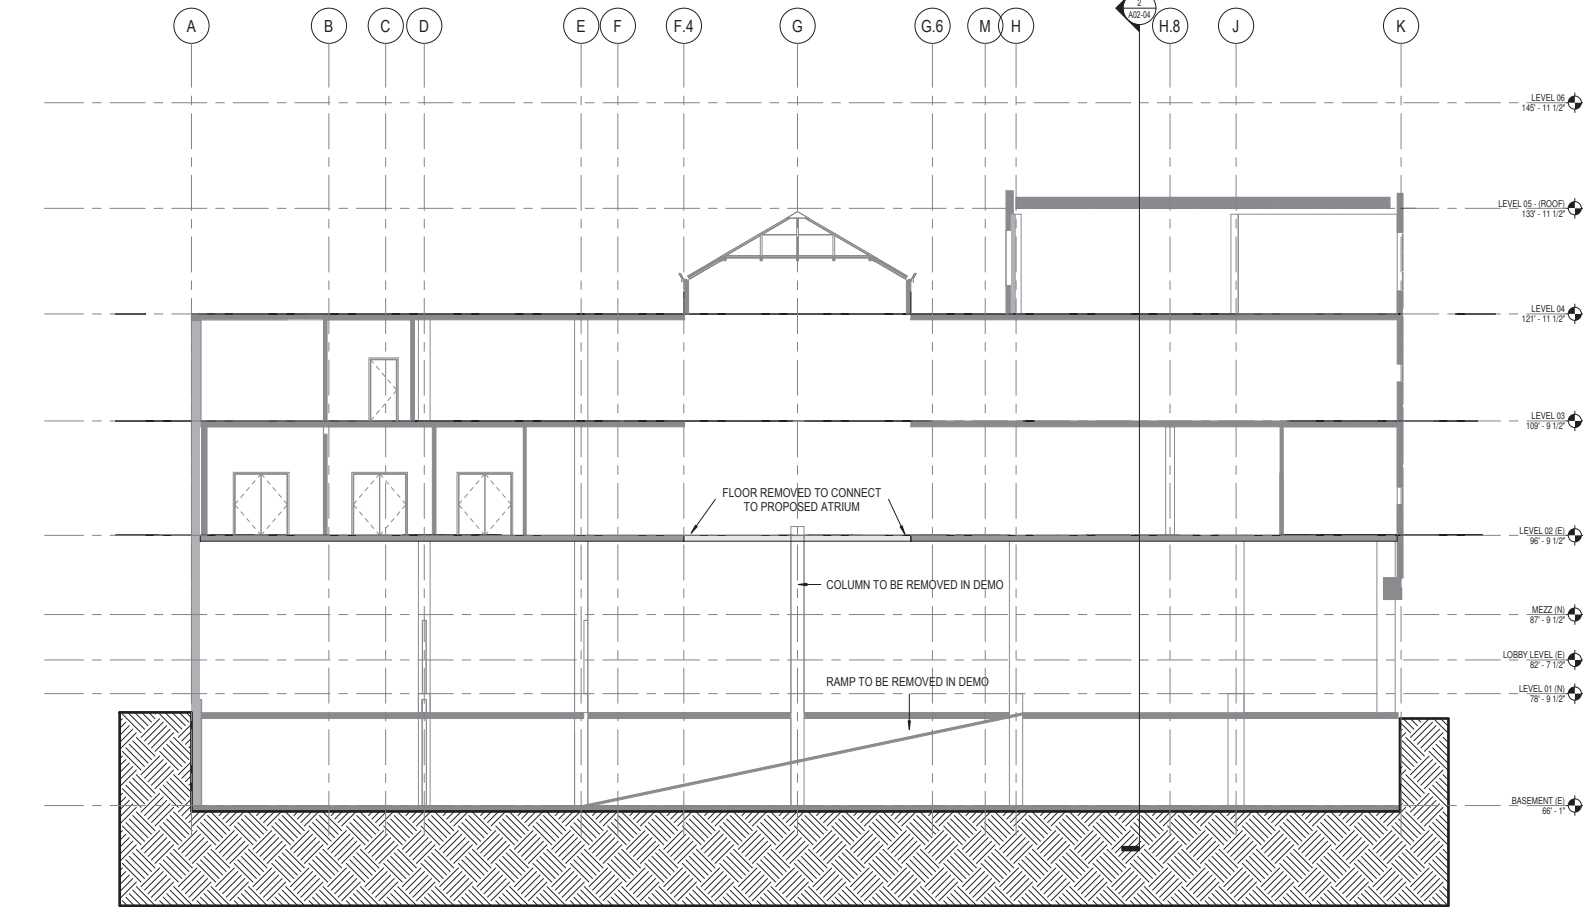 2
A02-04
A
B
C
D
E
F
F.4
G
G.6
M
H
H.8
J
K
LEVEL 06
145' - 11 1/2"
LEVEL 05 - (ROOF)
133' - 11 1/2"
LEVEL 04
121' - 11 1/2"
LEVEL 03
109' - 9 1/2"
FLOOR REMOVED TO CONNECT
TO PROPOSED ATRIUM
LEVEL 02 (E)
96' - 9 1/2"
COLUMN TO BE REMOVED IN DEMO
MEZZ (N)
87' - 9 1/2"
LOBBY LEVEL (E)
82' - 7 1/2"
RAMP TO BE REMOVED IN DEMO
LEVEL 01 (N)
78' - 9 1/2"
BASEMENT (E)
66' - 1"